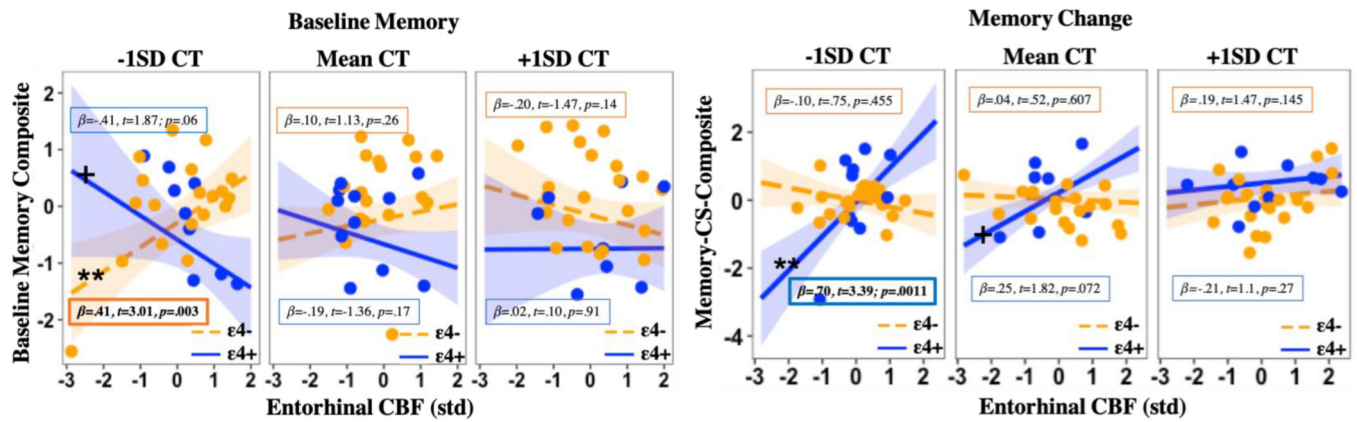 Baseline Memory
-1SD CT Mean CT +1SD CT
Baseline Memory Composite
2
1
0
-1
-2
β=-.41, t=1.87; p=.06
+
**
β=.41, t=3.01, p=.003
ε4-
ε4+
β=.10, t=1.13, p=.26
β=-.19, t=-1.36, p=.17
ε4-
ε4+
β=-.20, t=-1.47, p=.14
β=.02, t=.10, p=.91
ε4-
ε4+
-3 -2 -1 0 1 2 -3 -2 -1 0 1 2 -3 -2 -1 0 1 2
Entorhinal CBF (std)
Memory Change
-1SD CT Mean CT +1SD CT
Memory-CS-Composite
2
0
-2
-4
β=-.10, t=.75, p=.455
**
β=.70, t=3.39; p=.0011
ε4-
ε4+
β=.04, t=.52, p=.607
+
β=.25, t=1.82, p=.072
ε4-
ε4+
β=.19, t=1.47, p=.145
β=-.21, t=1.1, p=.27
ε4-
ε4+
-3 -2 -1 0 1 2 -3 -2 -1 0 1 2 -3 -2 -1 0 1 2
Entorhinal CBF (std)